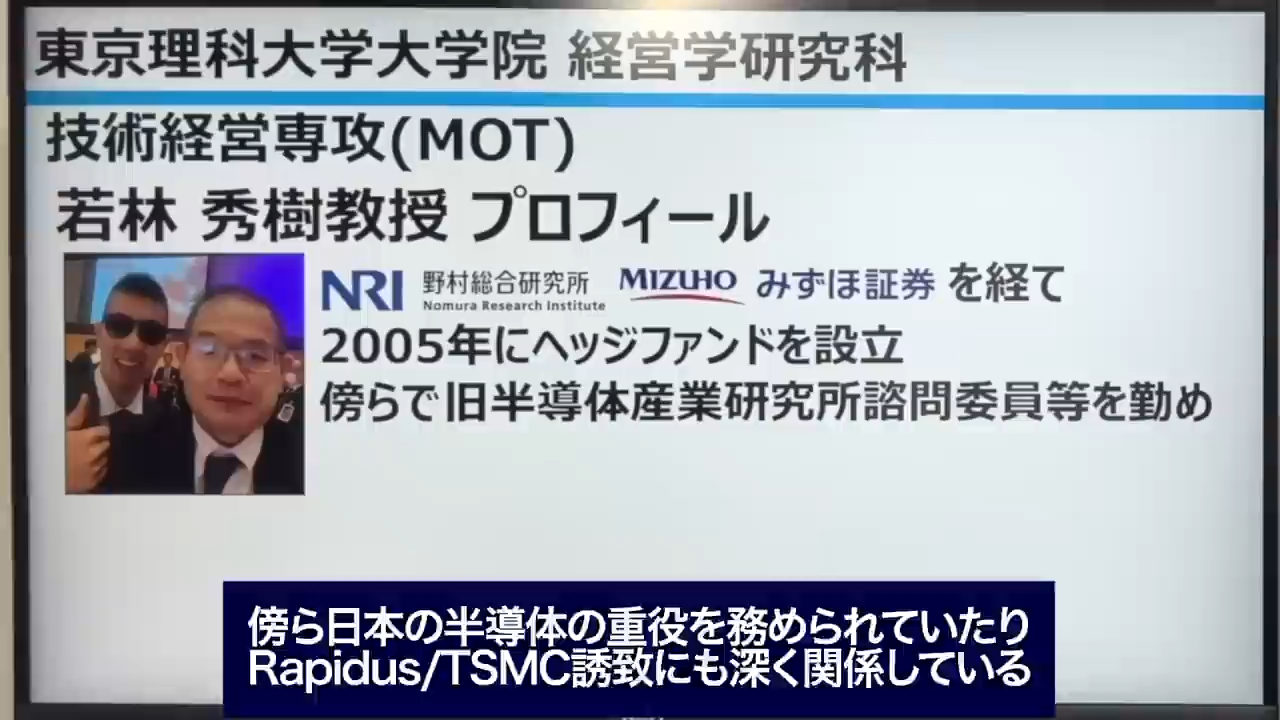 東京理科大学大学院 経営学研究科
技術経営専攻(MOT)
若林 秀樹教授 プロフィール
NRI 野村総合研究所 Nomura Research Institute MIZUHO みずほ証券 を経て
2005年にヘッジファンドを設立
傍らで旧半導体産業研究所諮問委員等を勤め
傍ら日本の半導体の重役を務められていたり
Rapidus/TSMC誘致にも深く関係している